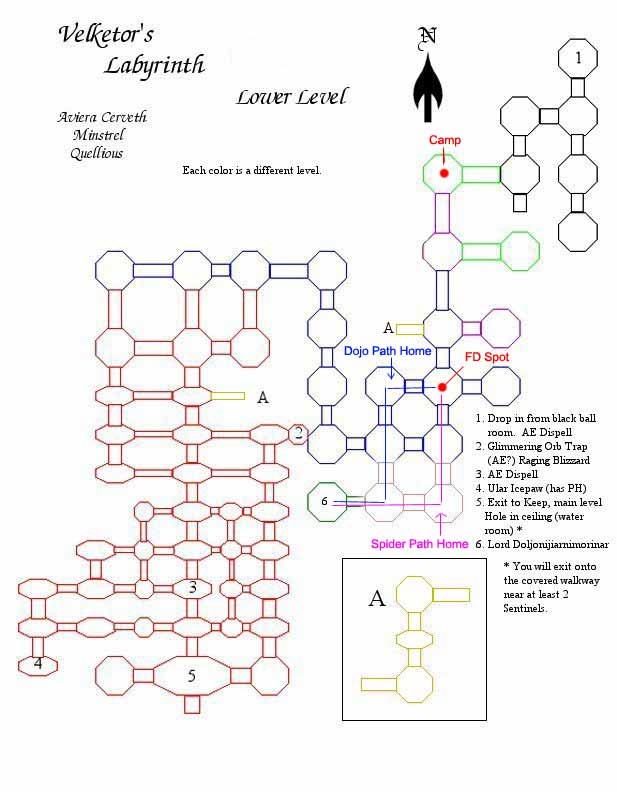 Velketor's
Labyrinth
N
Lower Level
1
Aviera Cerveth
Minstrel
Quellious
Camp
Each color is a different level.
A
Dojo Path Home
FD Spot
A
2
1. Drop in from black ball
room. AE Dispell
2. Glimmering Orb Trap
(AE?) Raging Blizzard
3. AE Dispell
4. Ular Icepaw (has PH)
5. Exit to Keep, main level
Hole in ceiling (water
room) *
6. Lord Doljonijiarnimorinar
6
Spider Path Home
* You will exit onto
the covered walkway
near at least 2
Sentinels.
A
3
4
5